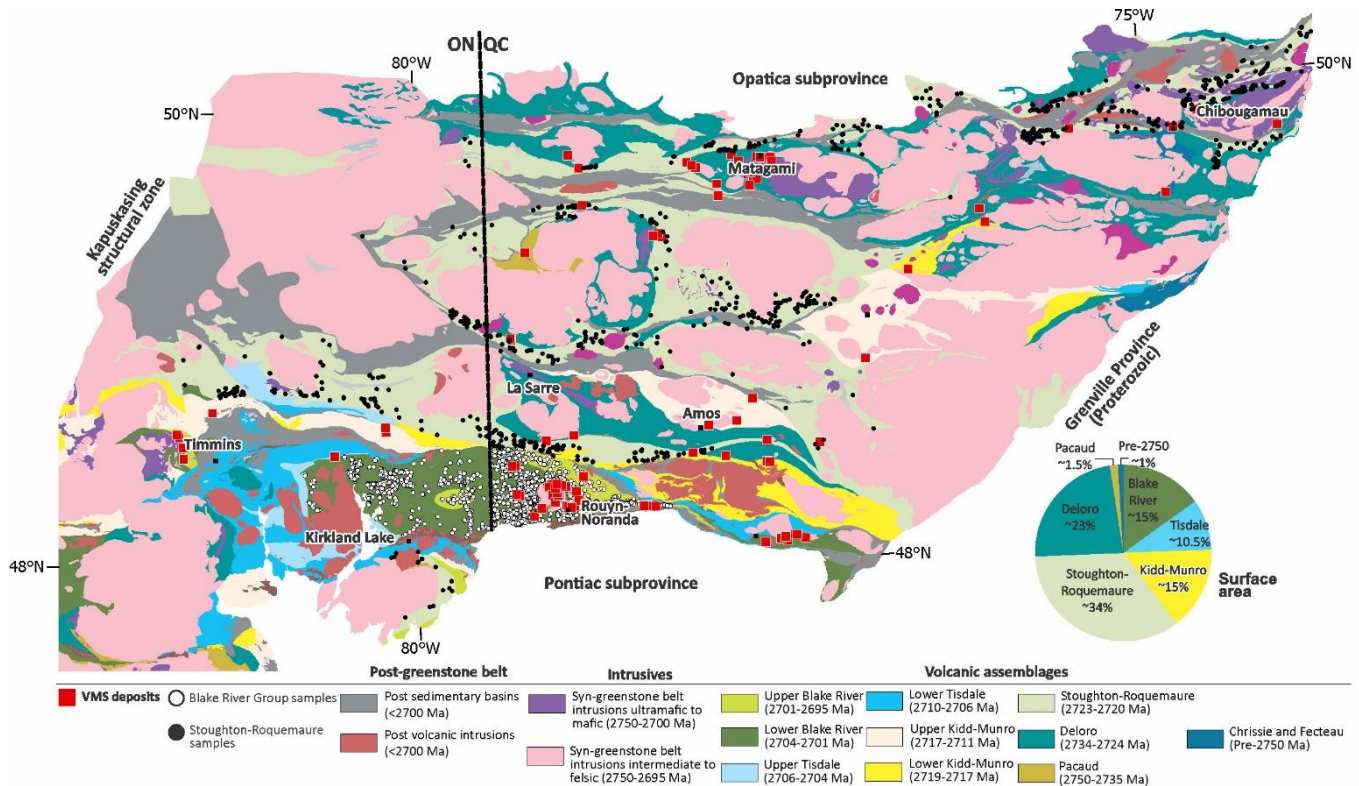 ON QC
75°W
80°W
50°N
Opatica subprovince
50°N
Chibougamau
Matagami
Kapuskasing
structural zone
Grenville Province
(Proterozoic)
La Sarre
Amos
Timmins
Pacaud
~1.5%
Pre-2750
~1%
Blake
River
~15%
Deloro
~23%
Tisdale
~10.5%
Rouyn-
Noranda
Kirkland Lake
48°N
48°N
Kidd-Munro
~15%
Surface
area
Stoughton-
Roquemaure
~34%
Pontiac subprovince
80°W
Post-greenstone belt
Intrusives
Volcanic assemblages
VMS deposits
Blake River Group samples
Stoughton-Roquemaure
samples
Post sedimentary basins
(<2700 Ma)
Post volcanic intrusions
(<2700 Ma)
Syn-greenstone belt
intrusions ultramafic to
mafic (2750-2700 Ma)
Syn-greenstone belt
intrusions intermediate to
felsic (2750-2695 Ma)
Upper Blake River
(2701-2695 Ma)
Lower Blake River
(2704-2701 Ma)
Upper Tisdale
(2706-2704 Ma)
Lower Tisdale
(2710-2706 Ma)
Upper Kidd-Munro
(2717-2711 Ma)
Lower Kidd-Munro
(2719-2717 Ma)
Stoughton-Roquemaure
(2723-2720 Ma)
Deloro
(2734-2724 Ma)
Pacaud
(2750-2735 Ma)
Chrissie and Fecteau
(Pre-2750 Ma)